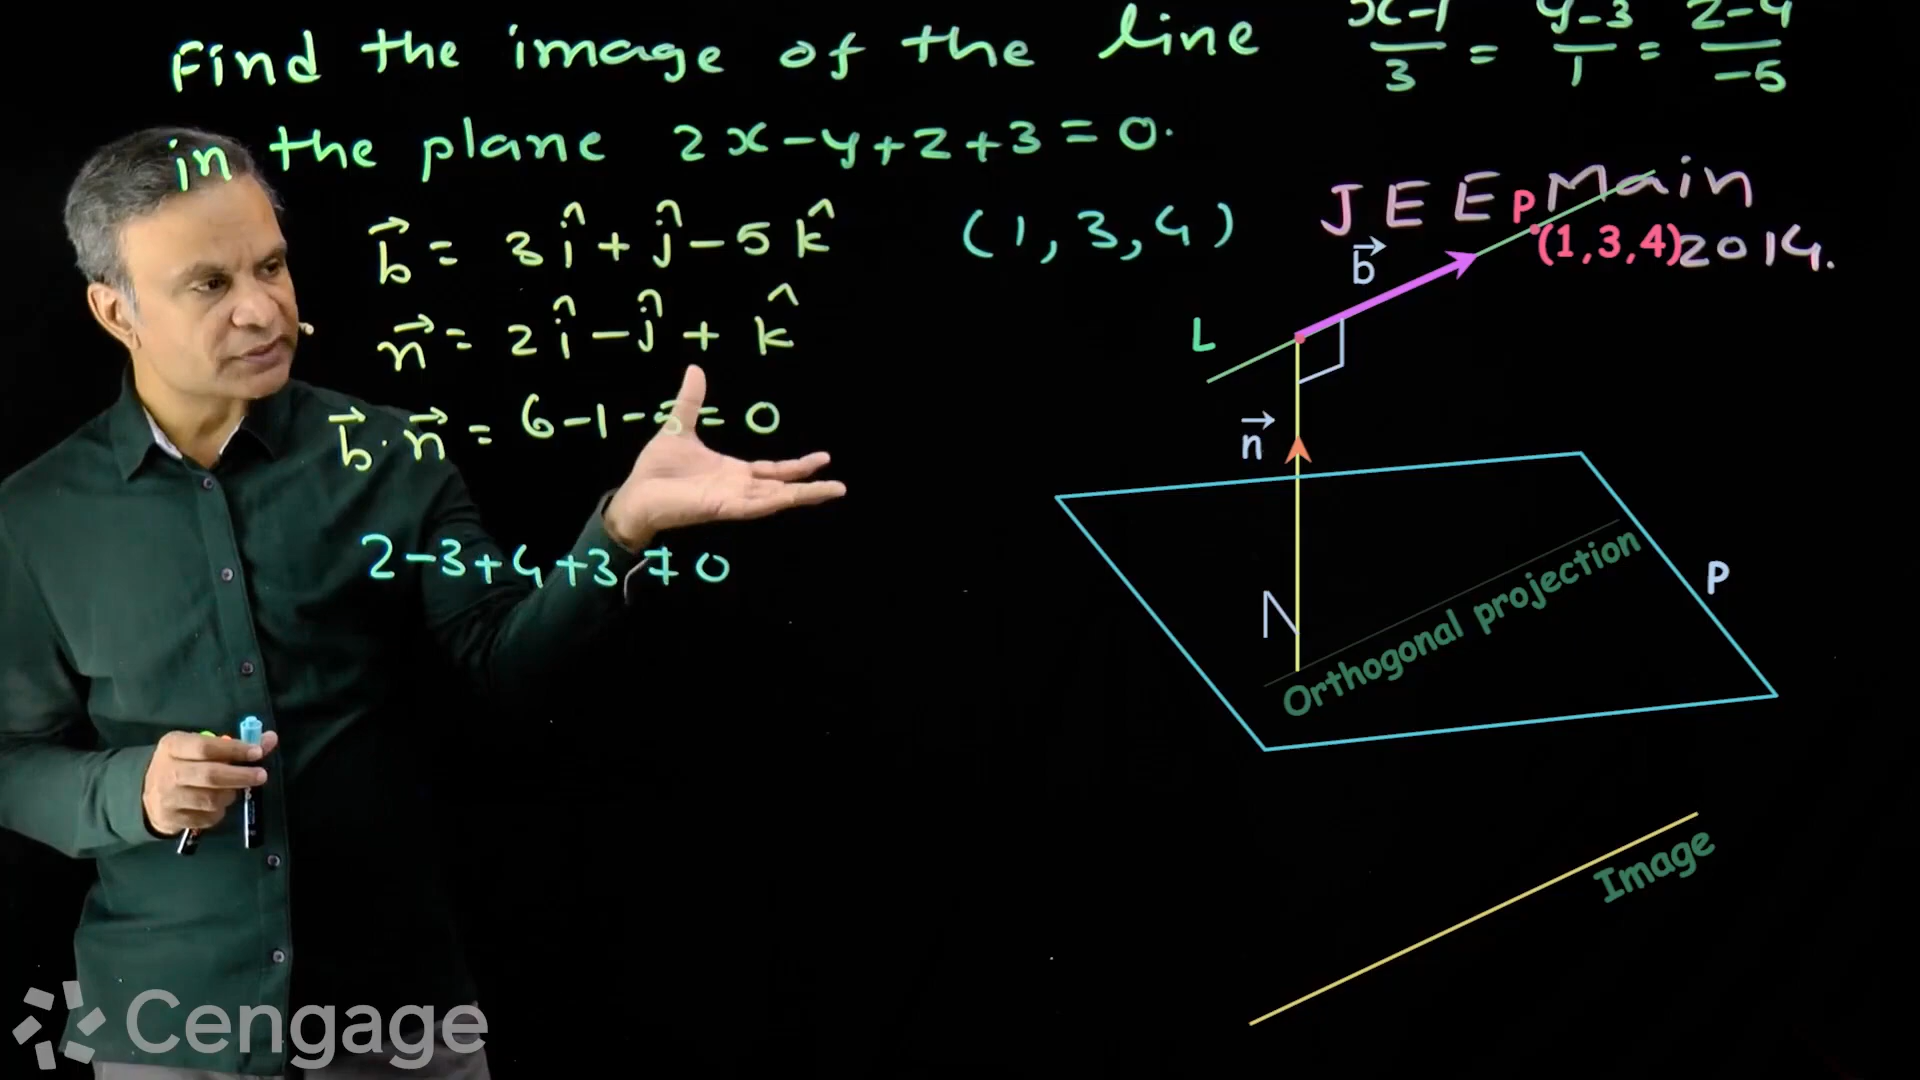 Find the image of the line x-1/3 = y-3/1 = z-4/-5
in the plane 2x-y+z+3=0.
JEE Main
2014.
b⃗ = 3î+ĵ-5k̂
(1,3,4)
P
(1,3,4)
b⃗
n⃗ = 2î-ĵ+k̂
L
b⃗·n⃗ = 6-1-5=0
n⃗
2-3+4+3≠0
P
N
Orthogonal projection
Image
Cengage